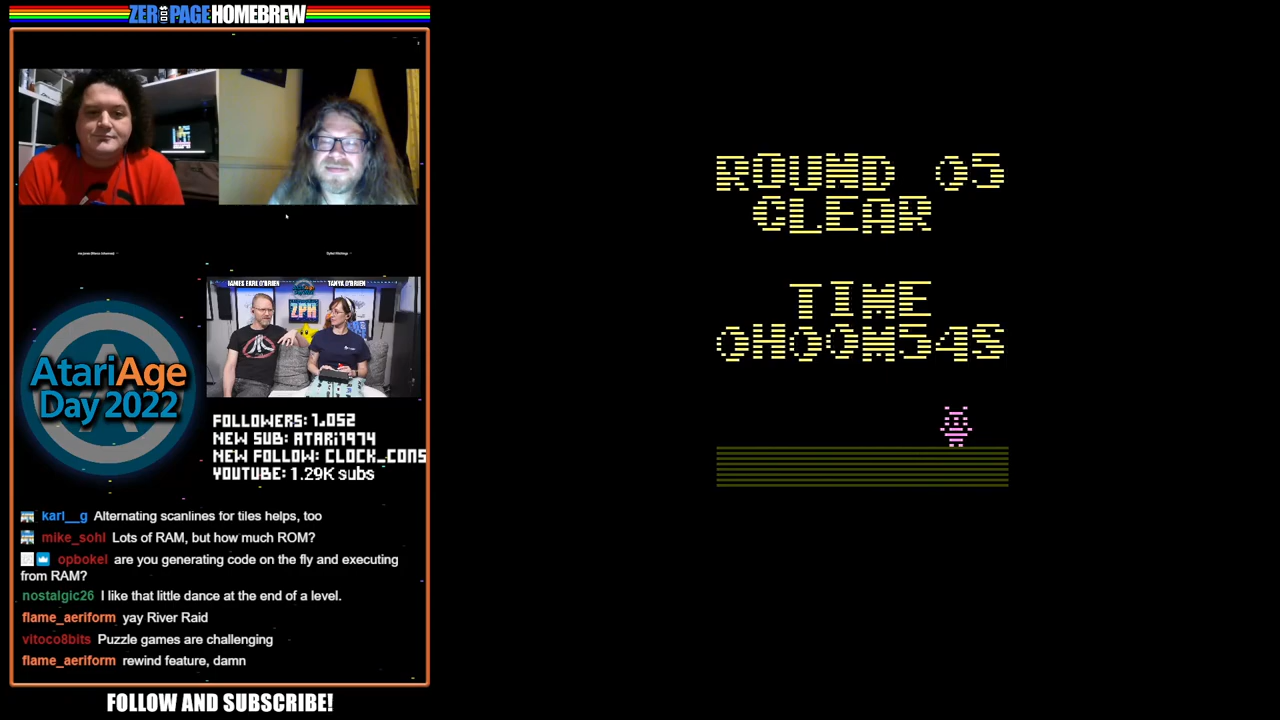 ZER PAGE HOMEBREW
JAMES EARL O'BRIEN
TANYA O'BRIEN
ZPH
AtariAge
Day 2022
FOLLOWERS: 1,052
NEW SUB: ATARI1974
NEW FOLLOW: CLOCK_CONS
YOUTUBE: 1.29K subs
karl__g Alternating scanlines for tiles helps, too
mike_sohl Lots of RAM, but how much ROM?
opbokel are you generating code on the fly and executing
from RAM?
nostalgic26 I like that little dance at the end of a level.
flame_aeriform yay River Raid
vitoco8bits Puzzle games are challenging
flame_aeriform rewind feature, damn
FOLLOW AND SUBSCRIBE!
ROUND 05
CLEAR
TIME
0H00M54S